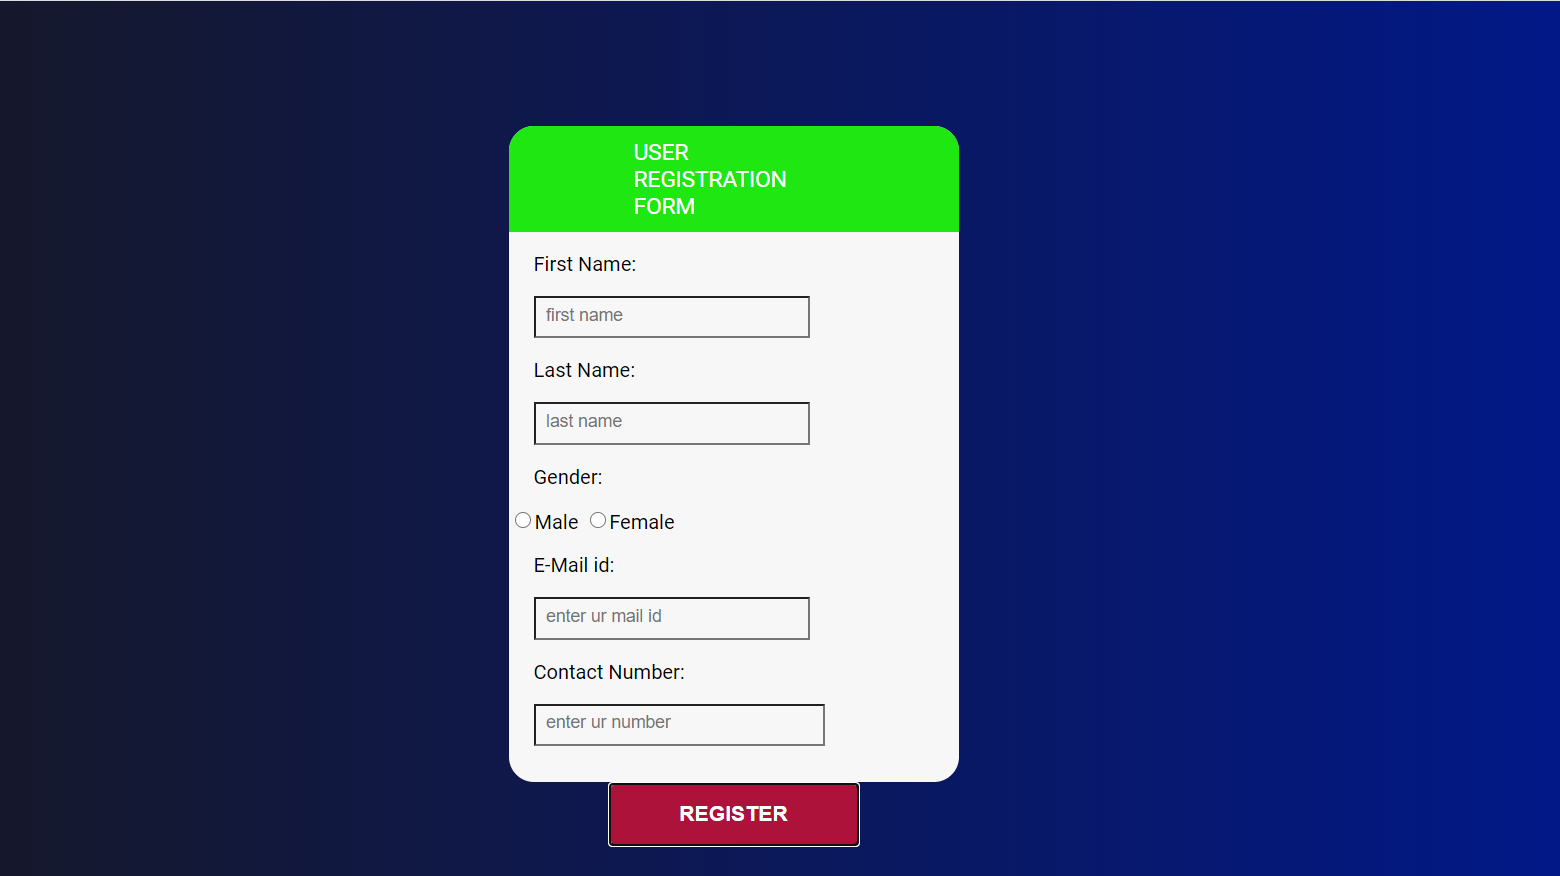 USER
REGISTRATION
FORM
First Name:
first name
Last Name:
last name
Gender:
Male Female
E-Mail id:
enter ur mail id
Contact Number:
enter ur number
REGISTER